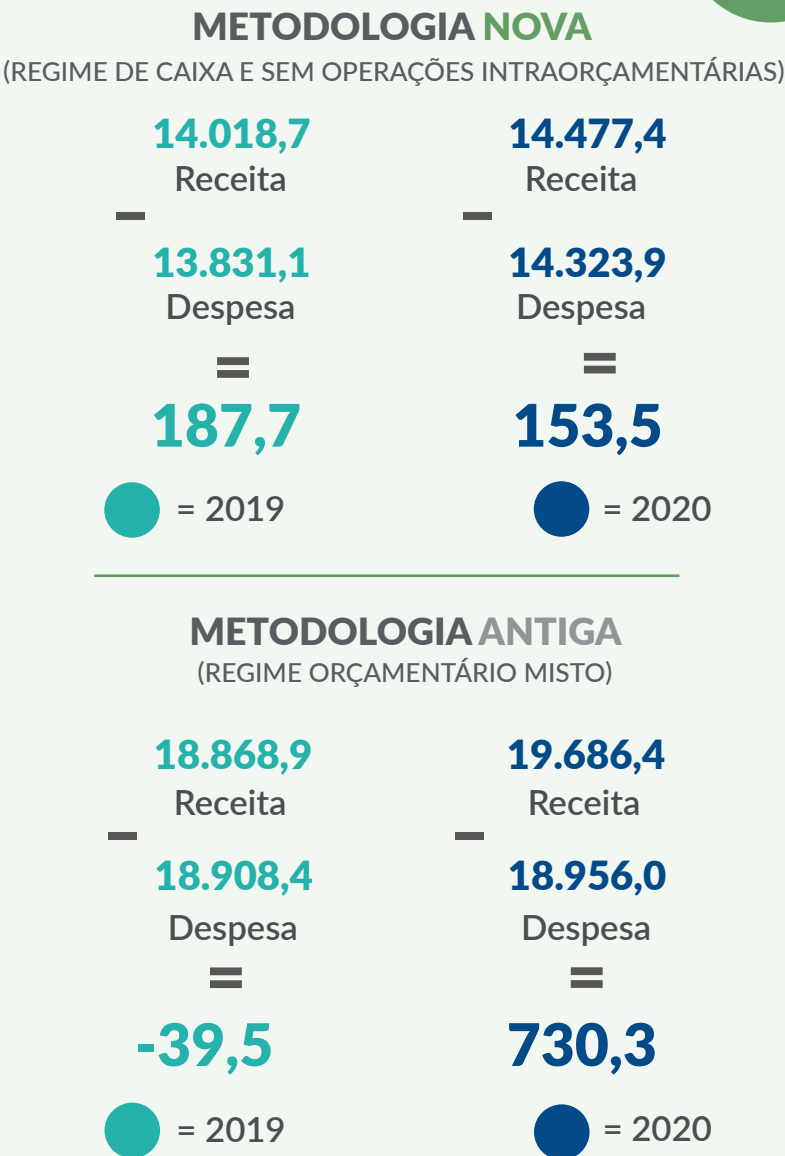 METODOLOGIA NOVA
(REGIME DE CAIXA E SEM OPERAÇÕES INTRAORÇAMENTÁRIAS)
14.018,7 14.477,4
Receita Receita
- -
13.831,1 14.323,9
Despesa Despesa
= =
187,7 153,5
= 2019 = 2020
METODOLOGIA ANTIGA
(REGIME ORÇAMENTÁRIO MISTO)
18.868,9 19.686,4
Receita Receita
- -
18.908,4 18.956,0
Despesa Despesa
= =
-39,5 730,3
= 2019 = 2020